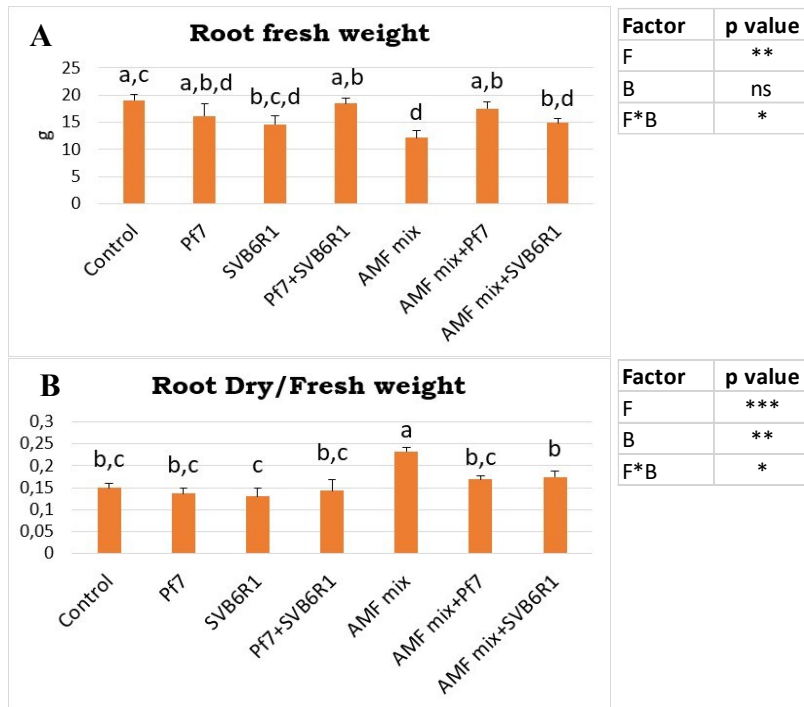 A
Root fresh weight
25
20
15
10
5
0
g
a,c
a,b,d
b,c,d
a,b
d
a,b
b,d
Control
Pf7
SVB6R1
Pf7+SVB6R1
AMF mix
AMF mix+Pf7
AMF mix+SVB6R1
Factor p value
F **
B ns
F*B *
B
Root Dry/Fresh weight
0,3
0,25
0,2
0,15
0,1
0,05
0
b,c
b,c
c
b,c
a
b,c
b
Control
Pf7
SVB6R1
Pf7+SVB6R1
AMF mix
AMF mix+Pf7
AMF mix+SVB6R1
Factor p value
F ***
B **
F*B *